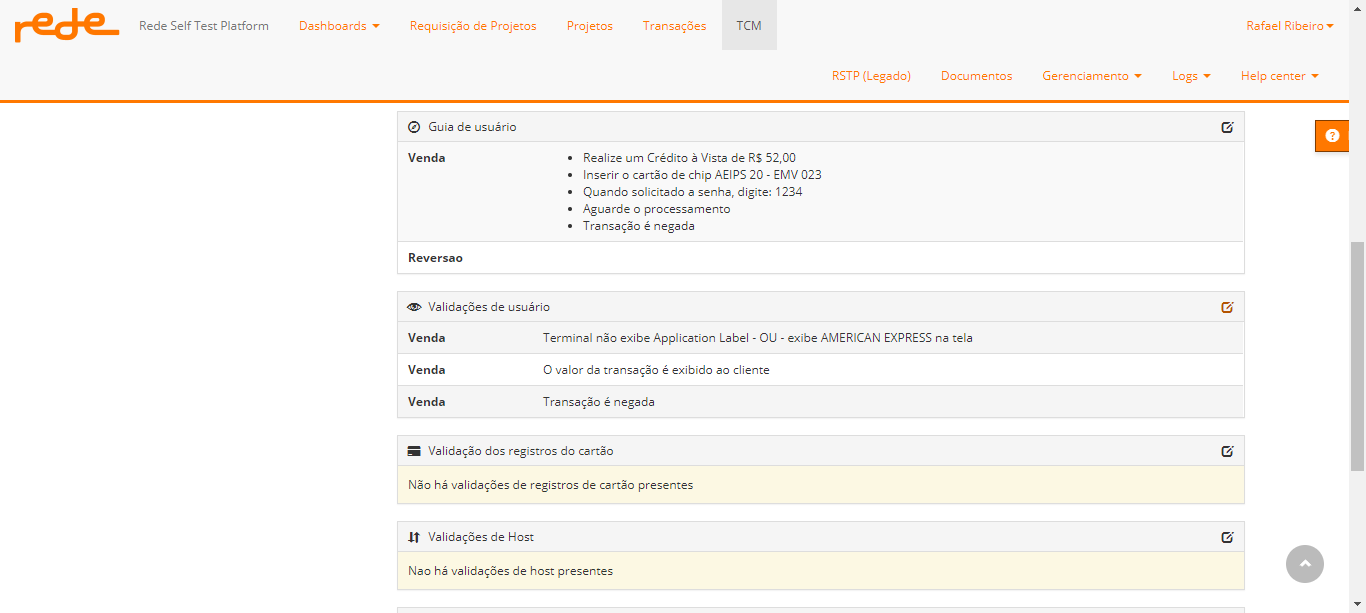 rede Rede Self Test Platform Dashboards Requisição de Projetos Projetos Transações TCM Rafael Ribeiro
RSTP (Legado) Documentos Gerenciamento Logs Help center
Guia de usuário
Venda
Realize um Crédito à Vista de R$ 52,00
Inserir o cartão de chip AEIPS 20 - EMV 023
Quando solicitado a senha, digite: 1234
Aguarde o processamento
Transação é negada
Reversao
Validações de usuário
Venda Terminal não exibe Application Label - OU - exibe AMERICAN EXPRESS na tela
Venda O valor da transação é exibido ao cliente
Venda Transação é negada
Validação dos registros do cartão
Não há validações de registros de cartão presentes
Validações de Host
Nao há validações de host presentes